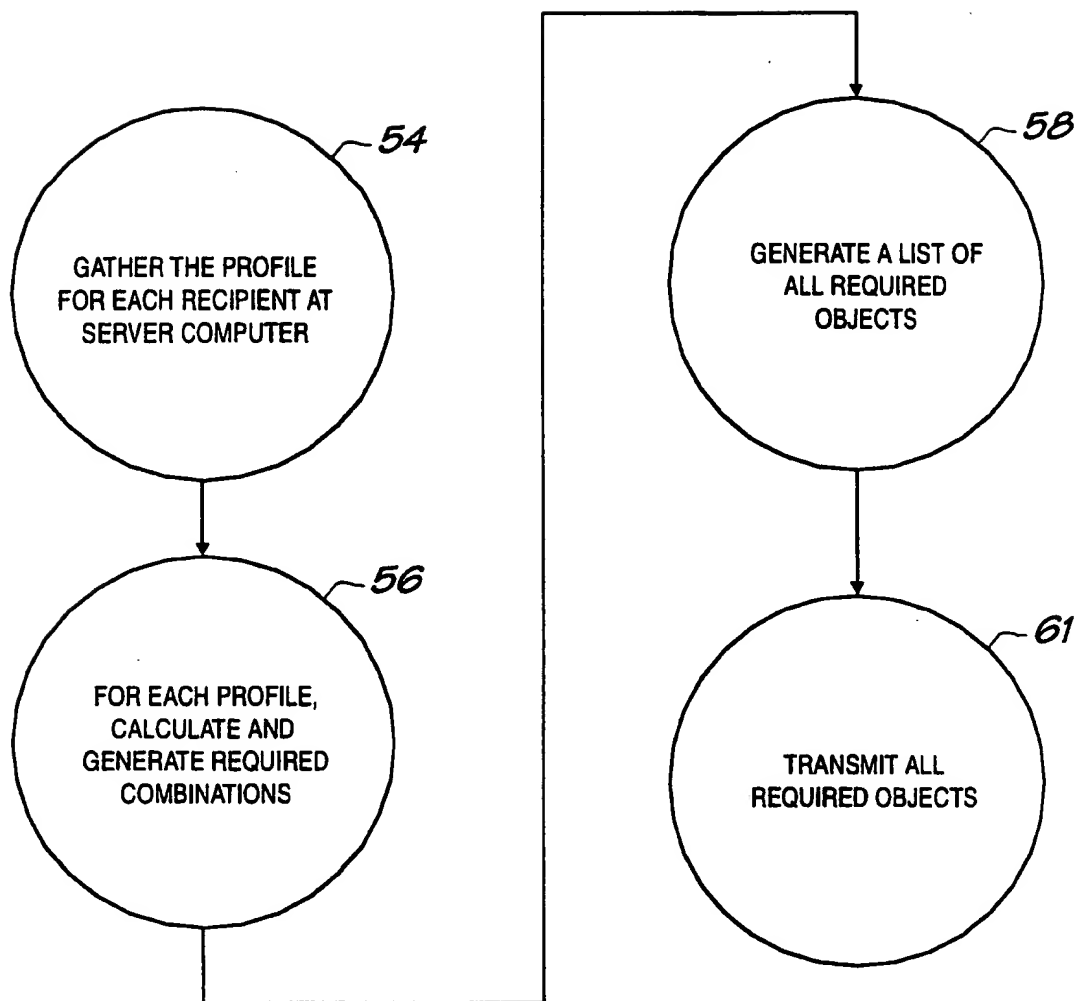 54
GATHER THE PROFILE
FOR EACH RECIPIENT AT
SERVER COMPUTER
56
FOR EACH PROFILE,
CALCULATE AND
GENERATE REQUIRED
COMBINATIONS
58
GENERATE A LIST OF
ALL REQUIRED
OBJECTS
61
TRANSMIT ALL
REQUIRED OBJECTS